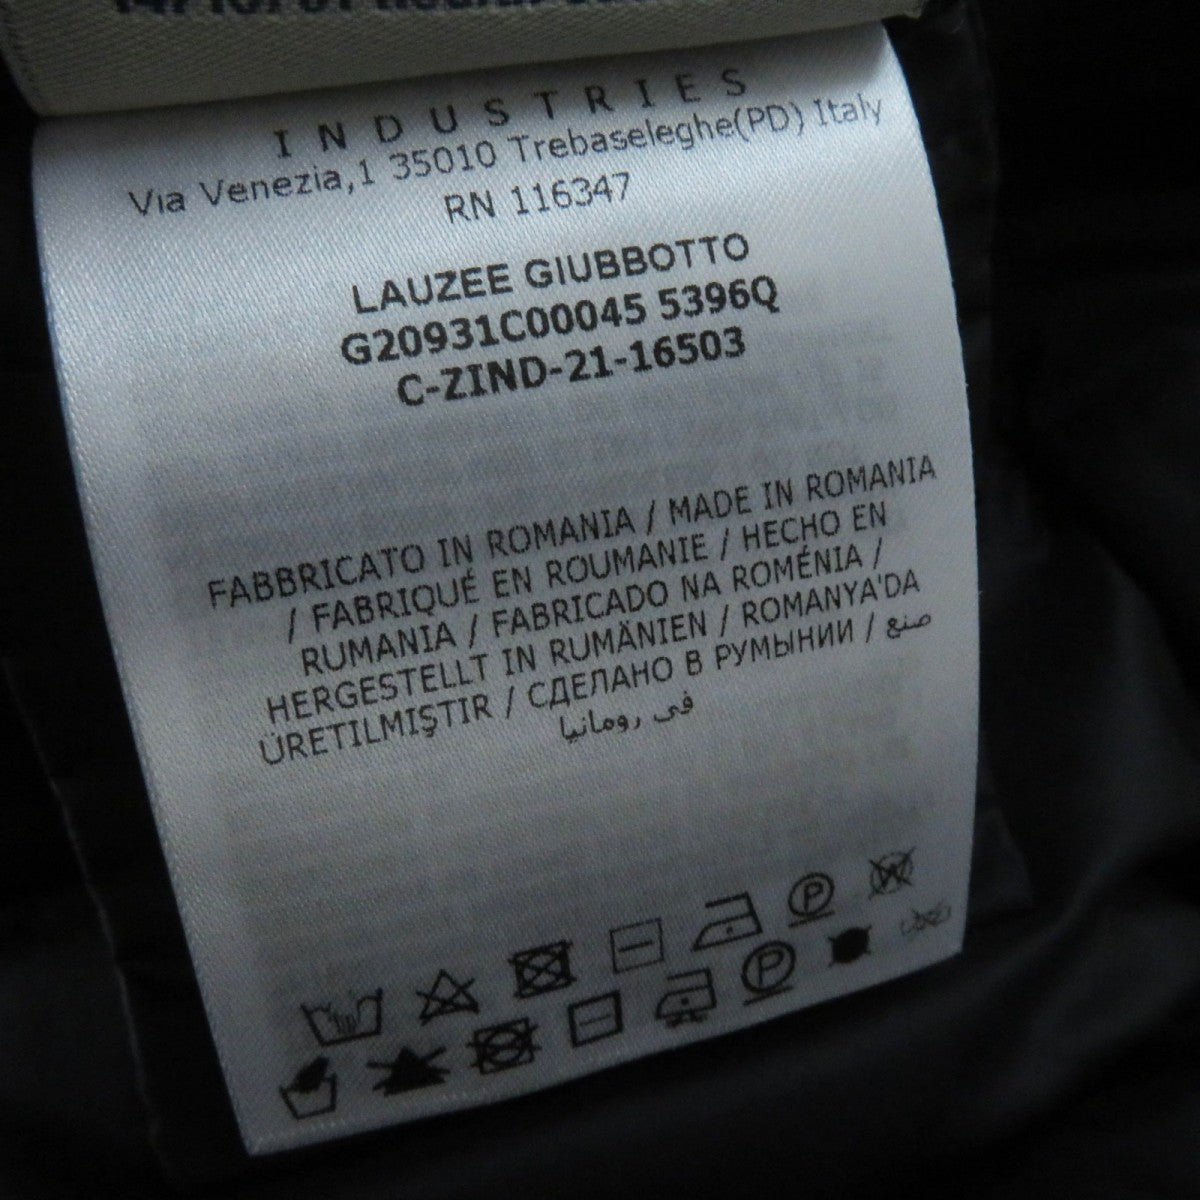 I N D U S T R I E S
Via Venezia,1 35010 Trebaseleghe(PD) Italy
RN 116347
LAUZEE GIUBBOTTO
G20931C00045 5396Q
C-ZIND-21-16503
FABBRICATO IN ROMANIA / MADE IN ROMANIA
/ FABRIQUÉ EN ROUMANIE / HECHO EN
RUMANIA / FABRICADO NA ROMÉNIA /
HERGESTELLT IN RUMÄNIEN / ROMANYA'DA
ÜRETILMIŞTIR / СДЕЛАНО В РУМЫНИИ / صنع
في رومانيا
P
W
P